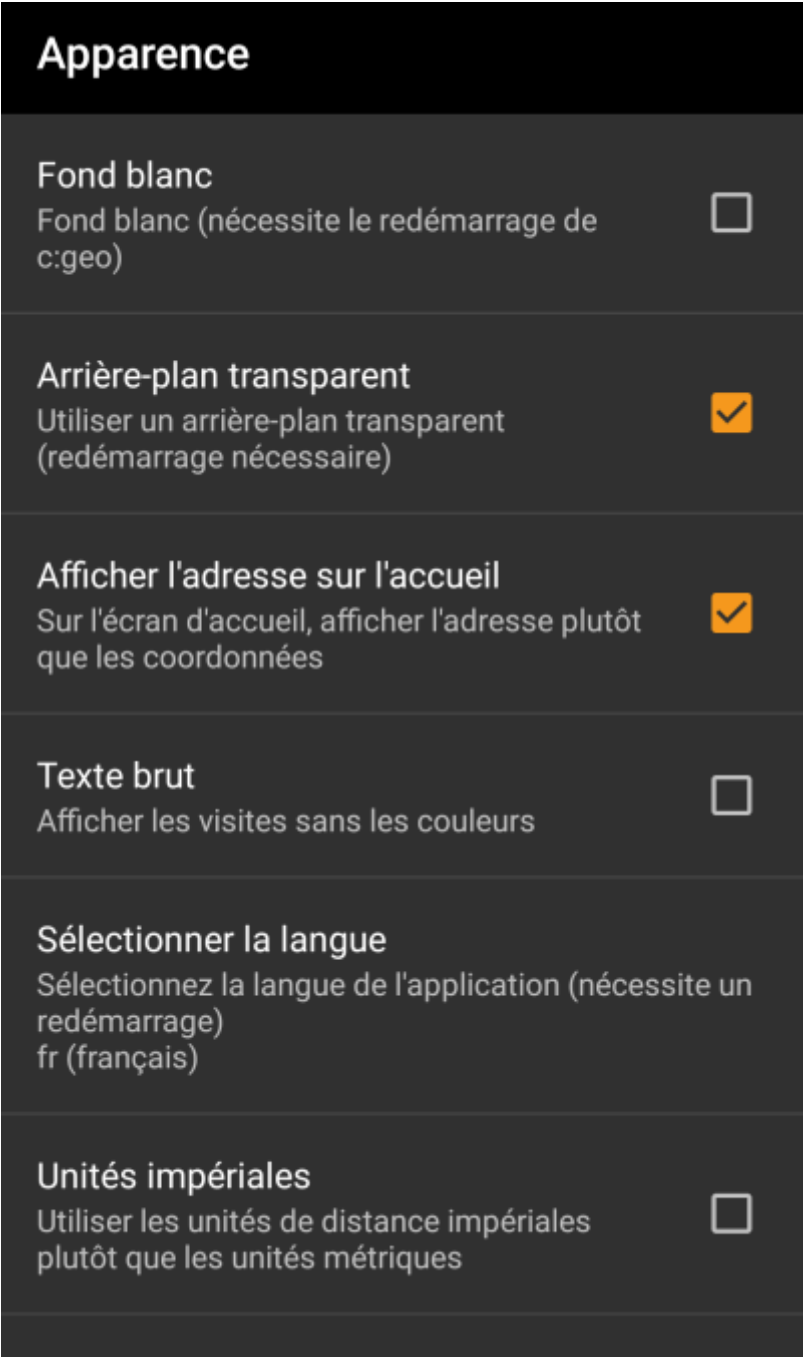 Apparence
Fond blanc
Fond blanc (nécessite le redémarrage de
c:geo)
Arrière-plan transparent
Utiliser un arrière-plan transparent
(redémarrage nécessaire)
Afficher l'adresse sur l'accueil
Sur l'écran d'accueil, afficher l'adresse plutôt
que les coordonnées
Texte brut
Afficher les visites sans les couleurs
Sélectionner la langue
Sélectionnez la langue de l'application (nécessite un
redémarrage)
fr (français)
Unités impériales
Utiliser les unités de distance impériales
plutôt que les unités métriques